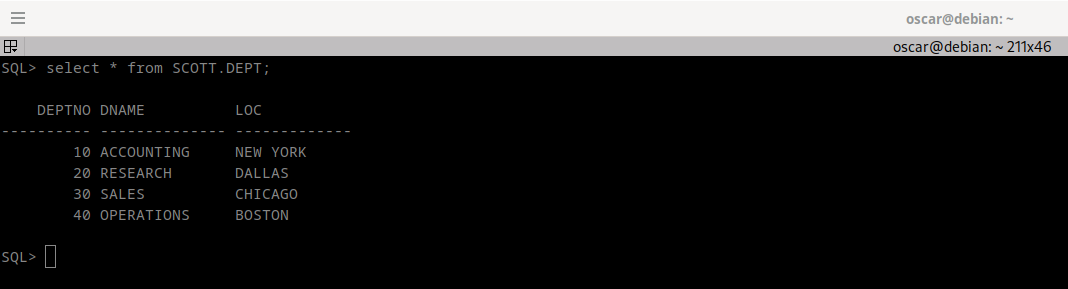 oscar@debian: ~
oscar@debian: ~ 211x46
SQL> select * from SCOTT.DEPT;
    DEPTNO DNAME          LOC
---------- -------------- -------------
        10 ACCOUNTING     NEW YORK
        20 RESEARCH       DALLAS
        30 SALES          CHICAGO
        40 OPERATIONS     BOSTON
SQL>